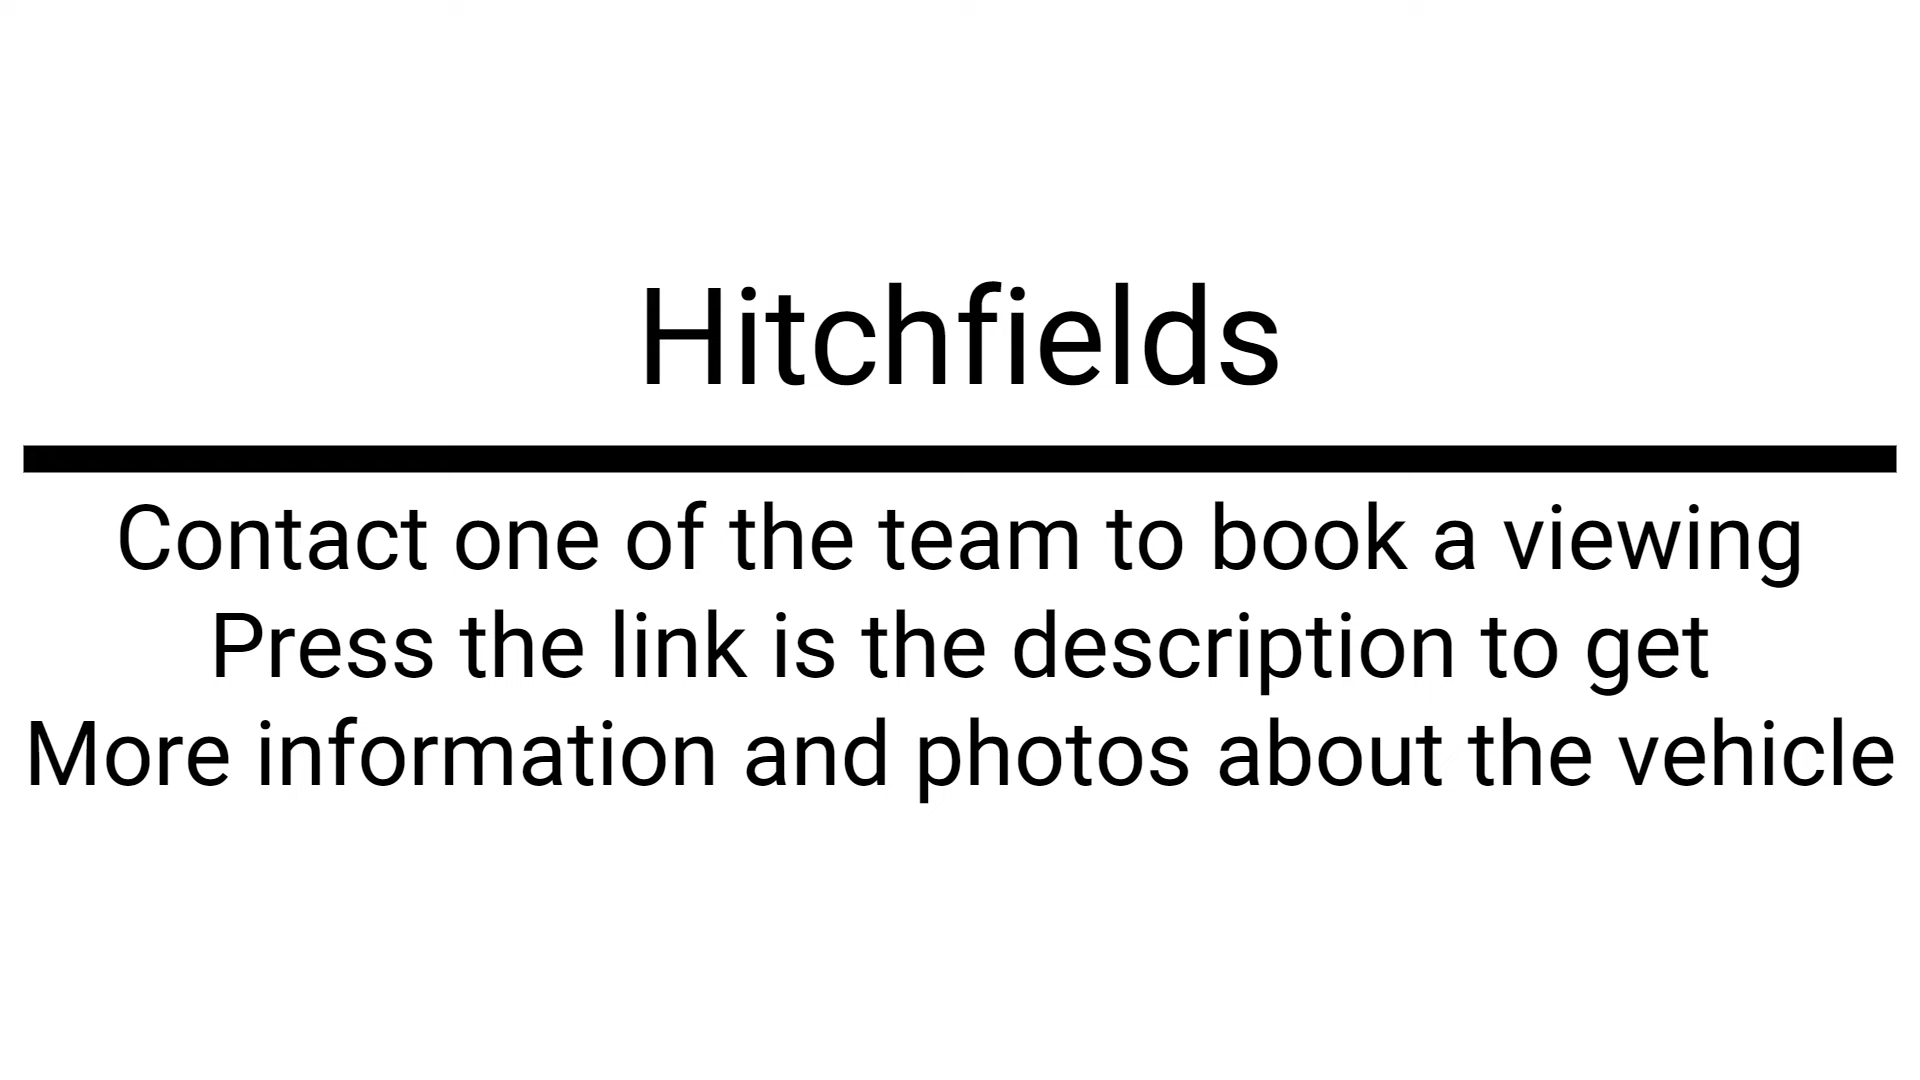 Hitchfields
Contact one of the team to book a viewing
Press the link is the description to get
More information and photos about the vehicle